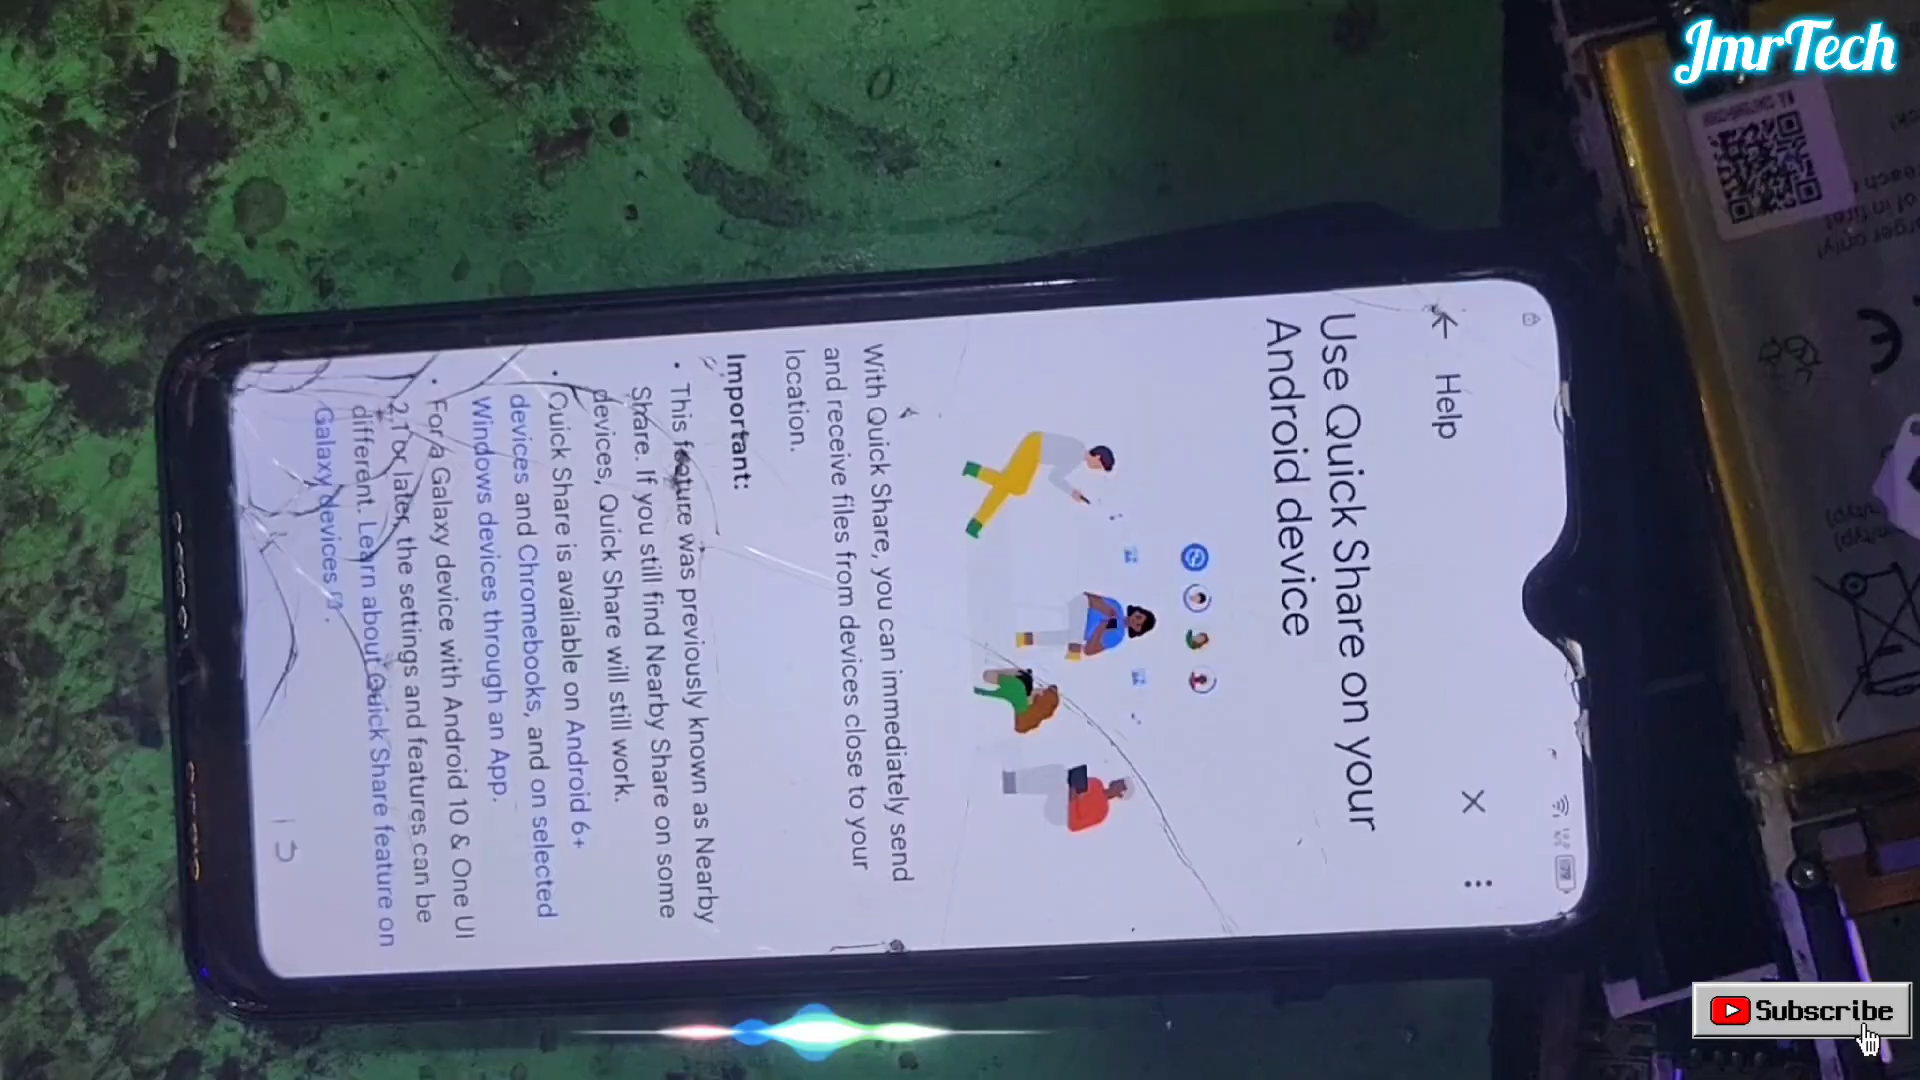 JmrTech
Help
Use Quick Share on your
Android device
With Quick Share, you can immediately send
and receive files from devices close to your
location.
Important:
• This feature was previously known as Nearby
Share. If you still find Nearby Share on some
devices, Quick Share will still work.
• Quick Share is available on Android 6+
devices and Chromebooks, and on selected
Windows devices through an App.
• For a Galaxy device with Android 10 & One UI
2.1 or later, the settings and features can be
different. Learn about Quick Share feature on
Galaxy devices.
of in fire!
Subscribe